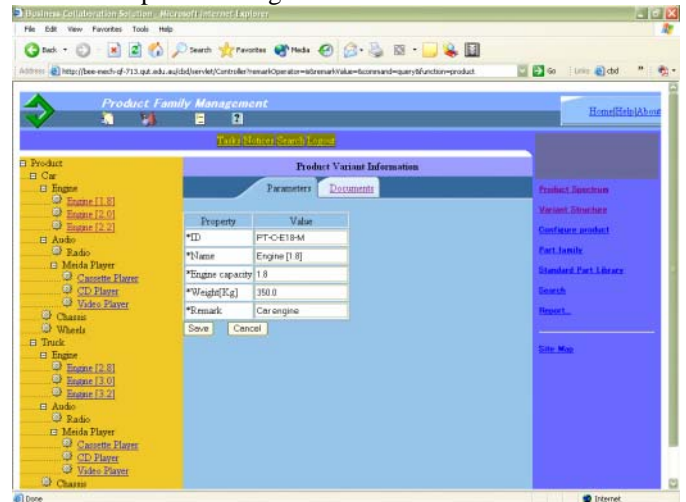 Business Collaboration Solution - Microsoft Internet Explorer
File Edit View Favorites Tools Help
Back Search Favorites Media
Address http://bee-mech-qf-713.qut.edu.au/cbd/servlet/Controller?remarkOperator=is&remarkValue=&command=query&function=product Go Links cbd
Product Family Management
Home|Help|About
Tasks Notices Search Logout
Product
Car
Engine
Engine [1.8]
Engine [2.0]
Engine [2.2]
Audio
Radio
Meida Player
Cassette Player
CD Player
Video Player
Chassis
Wheels
Truck
Engine
Engine [2.8]
Engine [3.0]
Engine [3.2]
Audio
Radio
Meida Player
Cassette Player
CD Player
Video Player
Chassis
Product Variant Information
Parameters Documents
Property Value
*ID PT-C-E18-M
*Name Engine [1.8]
*Engine capacity 1.8
*Weight[Kg] 350.0
*Remark Car engine
Save Cancel
Product Spectrum
Variant Structure
Configure product
Part family
Standard Part Library
Search
Report...
Site Map
Done Internet